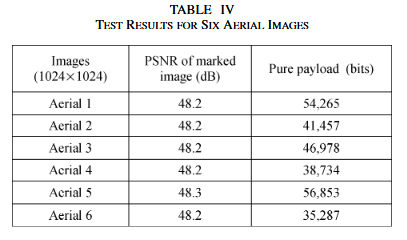 TABLE IV
TEST RESULTS FOR SIX AERIAL IMAGES
Images (1024×1024) PSNR of marked image (dB) Pure payload (bits)
Aerial 1 48.2 54,265
Aerial 2 48.2 41,457
Aerial 3 48.2 46,978
Aerial 4 48.2 38,734
Aerial 5 48.3 56,853
Aerial 6 48.2 35,287